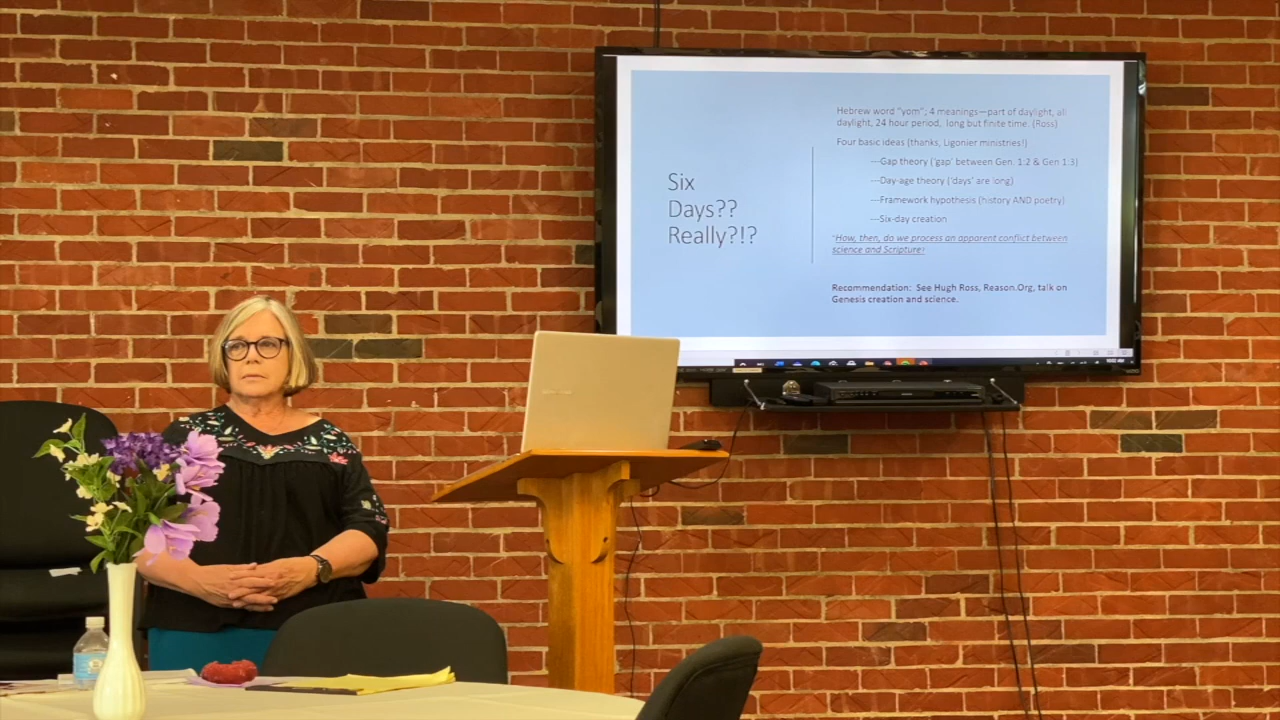 Six
Days??
Really?!?
Hebrew word "yom"; 4 meanings—part of daylight, all
daylight, 24 hour period, long but finite time. (Ross)
Four basic ideas (thanks, Ligonier ministries!)
—Gap theory ('gap' between Gen. 1:2 & Gen 1:3)
—Day-age theory ('days' are long)
—Framework hypothesis (history AND poetry)
—Six-day creation
*How, then, do we process an apparent conflict between
science and Scripture?
Recommendation: See Hugh Ross, Reason.Org, talk on
Genesis creation and science.